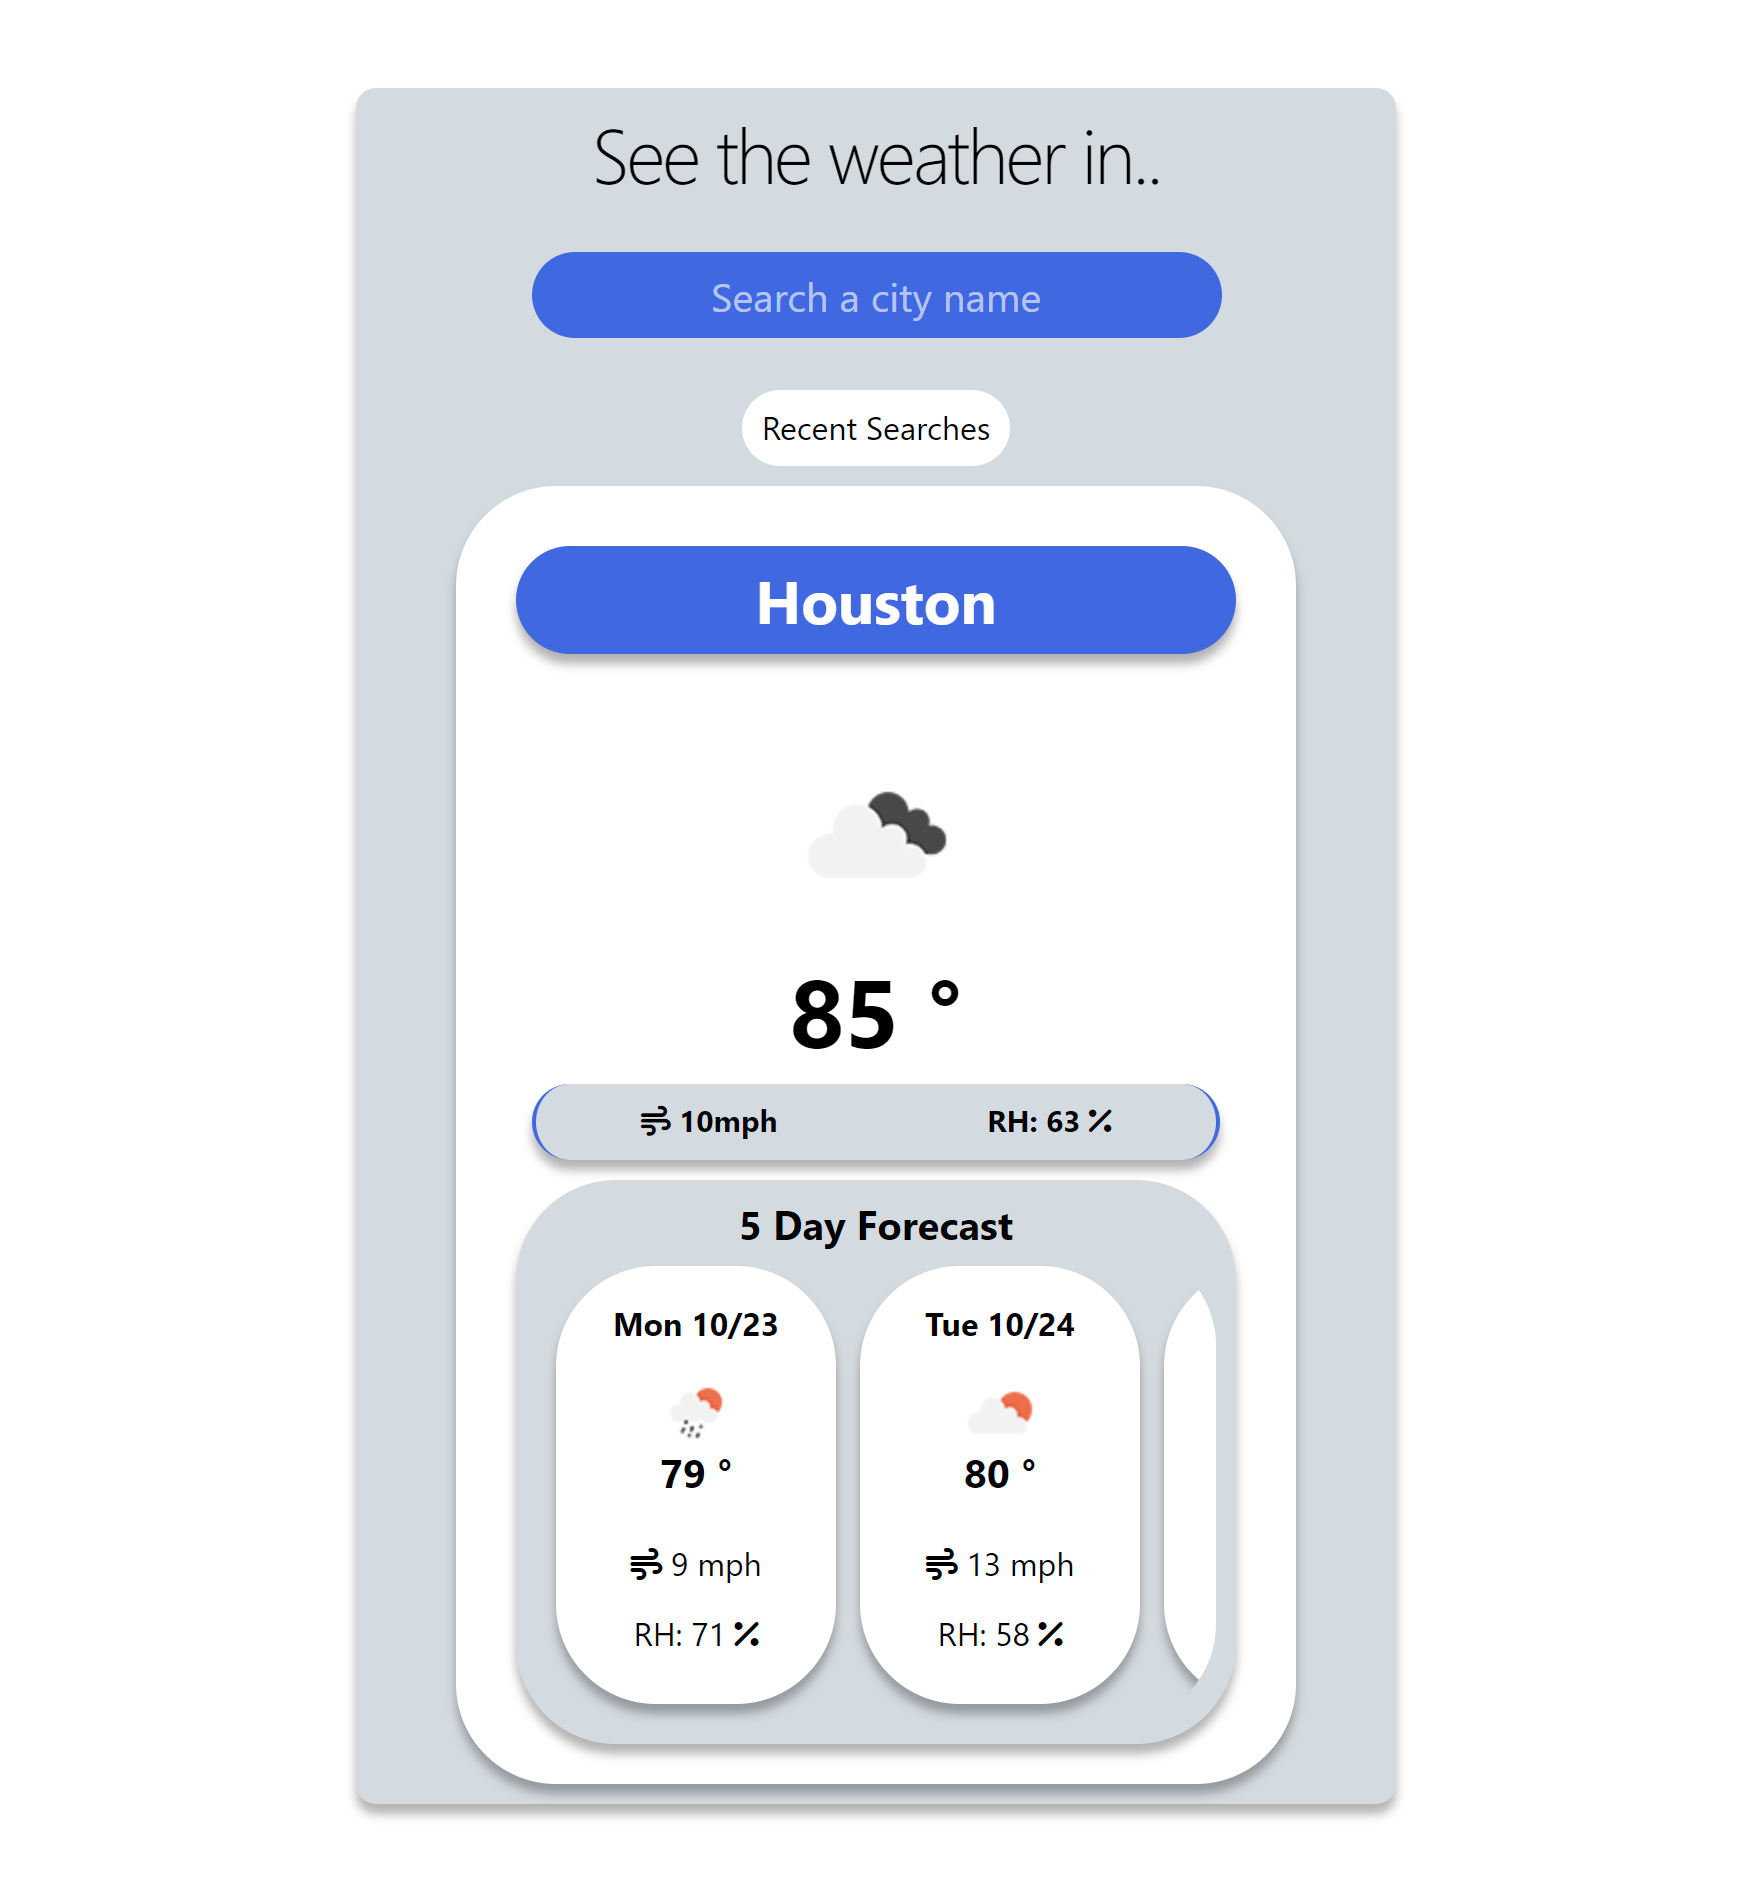 See the weather in..
Search a city name
Recent Searches
Houston
85 °
10mph RH: 63 %
5 Day Forecast
Mon 10/23 Tue 10/24
79 ° 80 °
9 mph 13 mph
RH: 71 % RH: 58 %